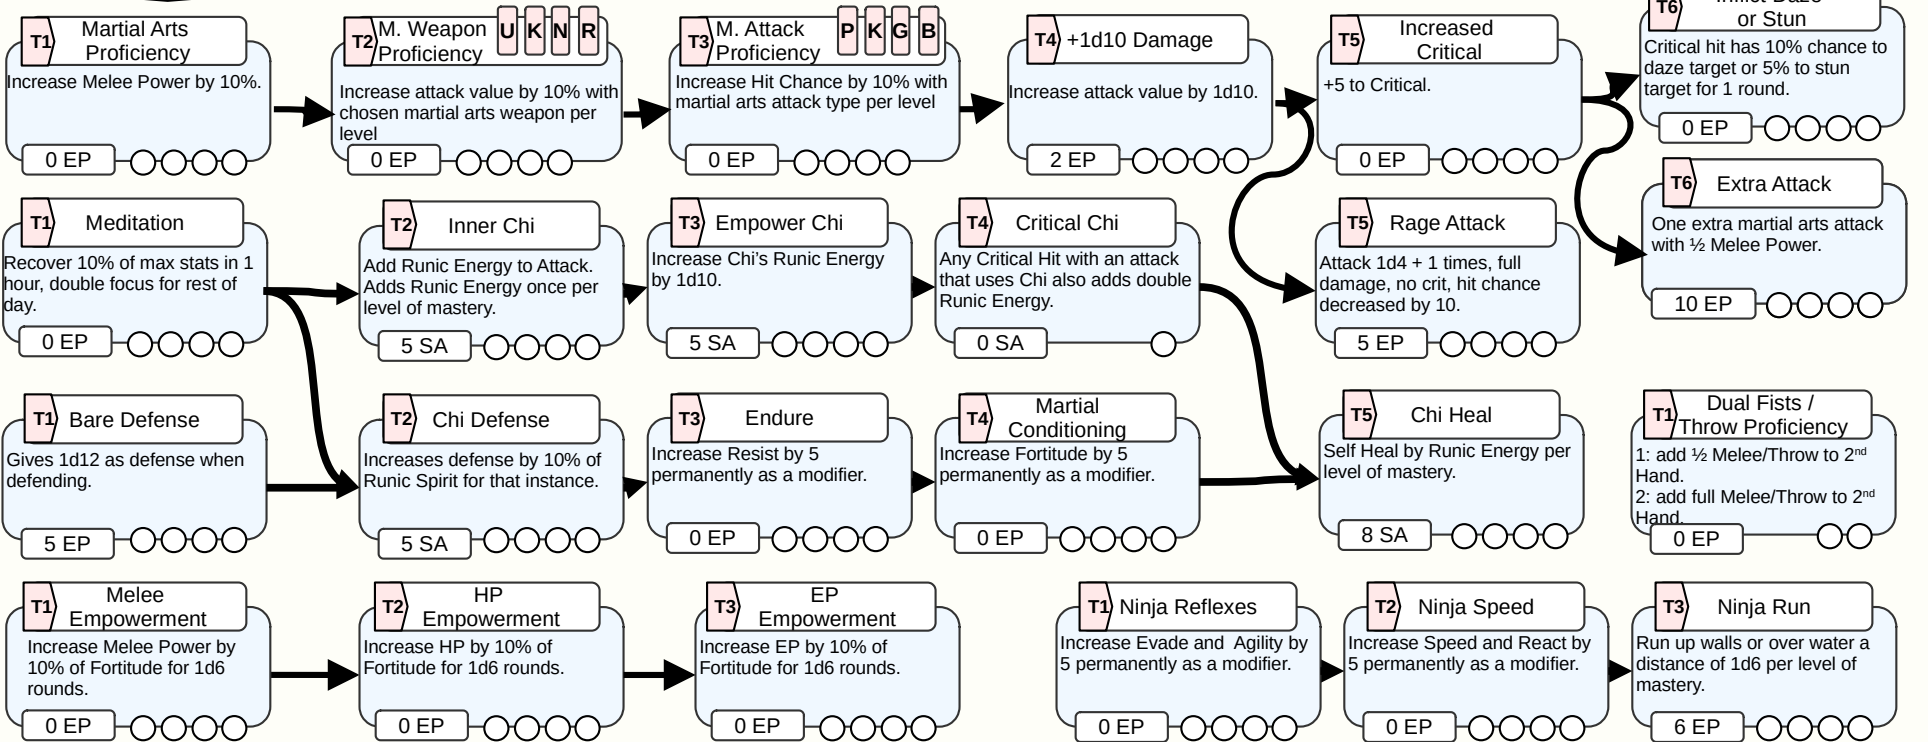 T1 Martial Arts
Proficiency
Increase Melee Power by 10%.
0 EP
T2 M. Weapon
Proficiency
U K N R
Increase attack value by 10% with
chosen martial arts weapon per
level
0 EP
T3 M. Attack
Proficiency
P K G B
Increase Hit Chance by 10% with
martial arts attack type per level
0 EP
T4 +1d10 Damage
Increase attack value by 1d10.
2 EP
T5 Increased
Critical
+5 to Critical.
0 EP
T6 Inflict Daze
or Stun
Critical hit has 10% chance to
daze target or 5% to stun
target for 1 round.
0 EP
T6 Extra Attack
One extra martial arts attack
with ½ Melee Power.
10 EP
T1 Meditation
Recover 10% of max stats in 1
hour, double focus for rest of
day.
0 EP
T2 Inner Chi
Add Runic Energy to Attack.
Adds Runic Energy once per
level of mastery.
5 SA
T3 Empower Chi
Increase Chi’s Runic Energy
by 1d10.
5 SA
T4 Critical Chi
Any Critical Hit with an attack
that uses Chi also adds double
Runic Energy.
0 SA
T5 Rage Attack
Attack 1d4 + 1 times, full
damage, no crit, hit chance
decreased by 10.
5 EP
T1 Bare Defense
Gives 1d12 as defense when
defending.
5 EP
T2 Chi Defense
Increases defense by 10% of
Runic Spirit for that instance.
5 SA
T3 Endure
Increase Resist by 5
permanently as a modifier.
0 EP
T4 Martial
Conditioning
Increase Fortitude by 5
permanently as a modifier.
0 EP
T5 Chi Heal
Self Heal by Runic Energy per
level of mastery.
8 SA
T1 Dual Fists /
Throw Proficiency
1: add ½ Melee/Throw to 2nd
Hand.
2: add full Melee/Throw to 2nd
Hand.
0 EP
T1 Melee
Empowerment
Increase Melee Power by
10% of Fortitude for 1d6
rounds.
0 EP
T2 HP
Empowerment
Increase HP by 10% of
Fortitude for 1d6 rounds.
0 EP
T3 EP
Empowerment
Increase EP by 10% of
Fortitude for 1d6 rounds.
0 EP
T1 Ninja Reflexes
Increase Evade and Agility by
5 permanently as a modifier.
0 EP
T2 Ninja Speed
Increase Speed and React by
5 permanently as a modifier.
0 EP
T3 Ninja Run
Run up walls or over water a
distance of 1d6 per level of
mastery.
6 EP